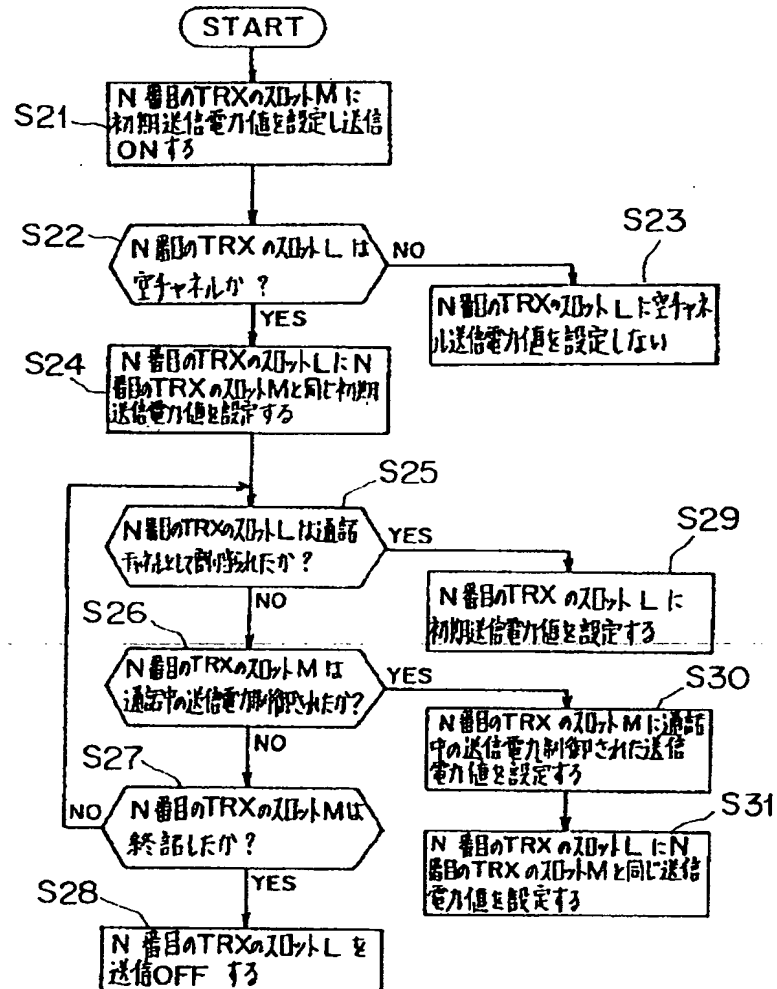 START
S21
N 番目のTRXのスロットMに
初期送信電力値を設定し送信
ONする
S22
N 番目のTRXのスロットLは
空チャネルか?
NO
YES
S23
N 番目のTRXのスロットLに空チャネ
ル送信電力値を設定しない
S24
N 番目のTRXのスロットLにN
番目のTRXのスロットMと同じ初期
送信電力値を設定する
S25
N 番目のTRXのスロットLは通話
チャネルとして割り当られたか?
YES
NO
S29
N 番目のTRXのスロットLに
初期送信電力値を設定する
S26
N 番目のTRXのスロットMは
通話中の送信電力制御されたか?
YES
NO
S30
N 番目のTRXのスロットMに通話
中の送信電力制御された送信
電力値を設定する
S27
N 番目のTRXのスロットMは
終話したか?
NO
YES
S31
N 番目のTRXのスロットLにN
番目のTRXのスロットMと同じ送信
電力値を設定する
S28
N 番目のTRXのスロットLを
送信OFFする